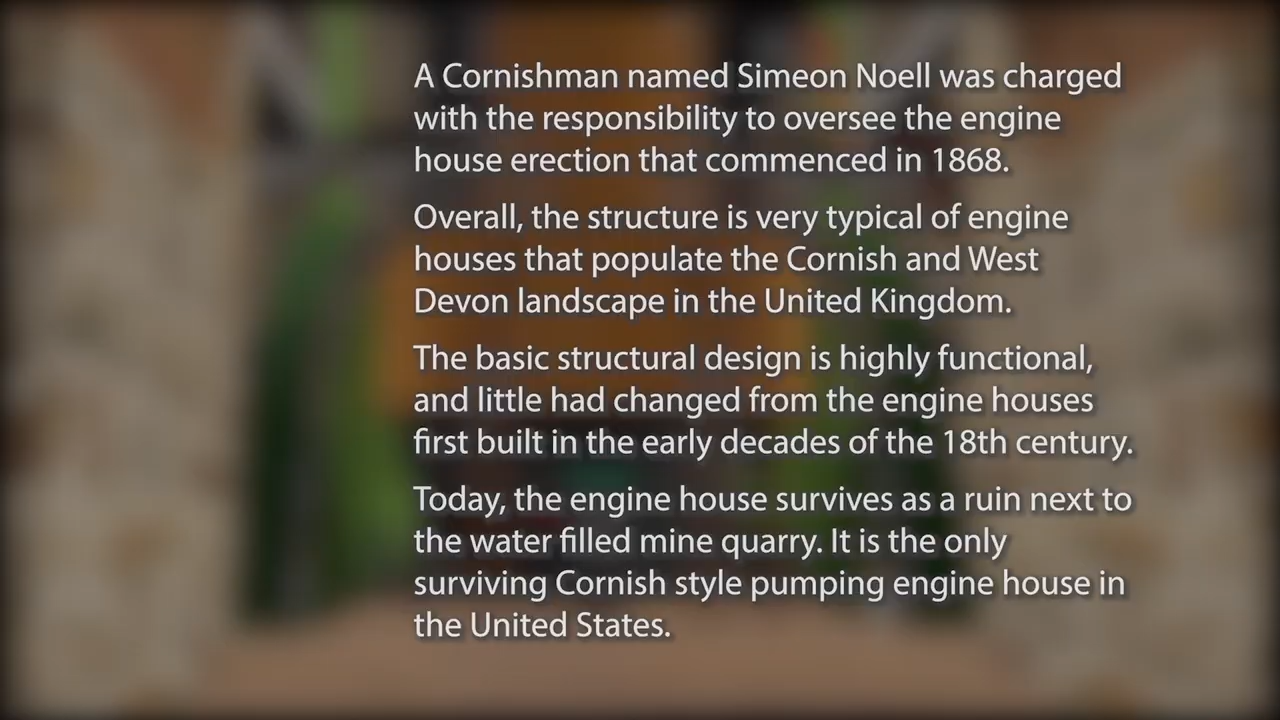 A Cornishman named Simeon Noell was charged
with the responsibility to oversee the engine
house erection that commenced in 1868.
Overall, the structure is very typical of engine
houses that populate the Cornish and West
Devon landscape in the United Kingdom.
The basic structural design is highly functional,
and little had changed from the engine houses
first built in the early decades of the 18th century.
Today, the engine house survives as a ruin next to
the water filled mine quarry. It is the only
surviving Cornish style pumping engine house in
the United States.